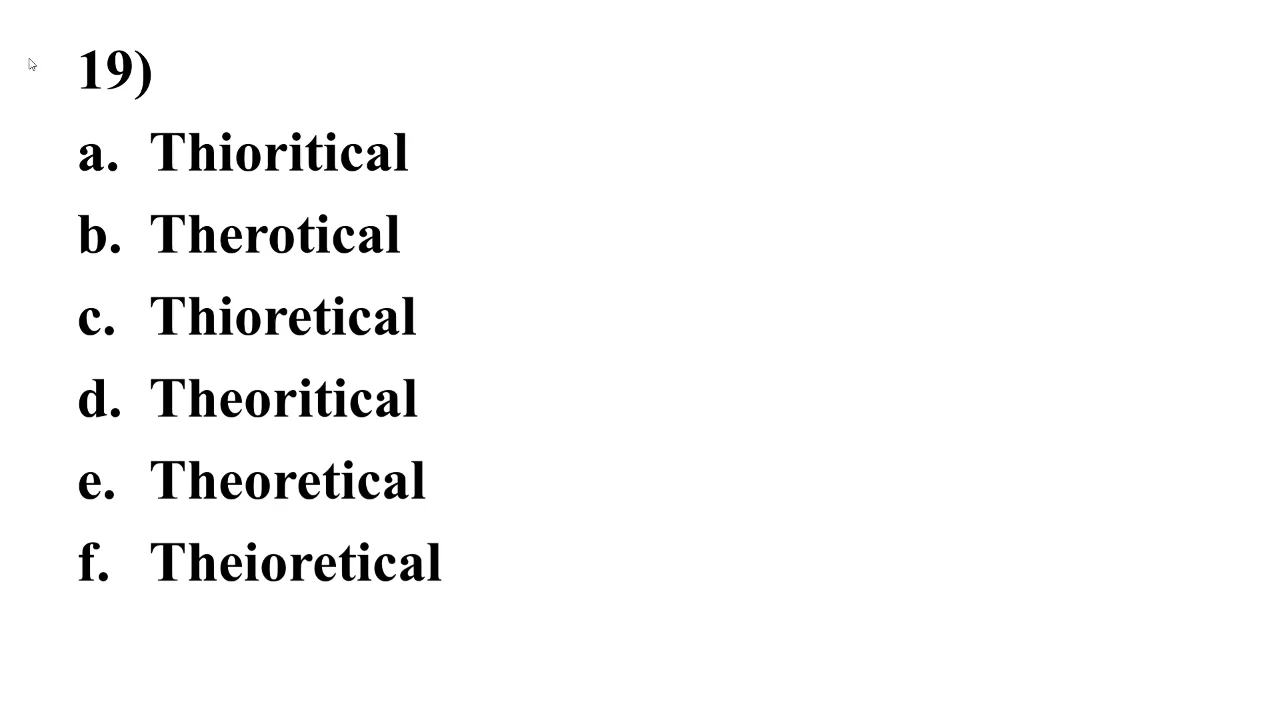 19)
a. Thioritical
b. Therotical
c. Thioretical
d. Theoritical
e. Theoretical
f. Theioretical